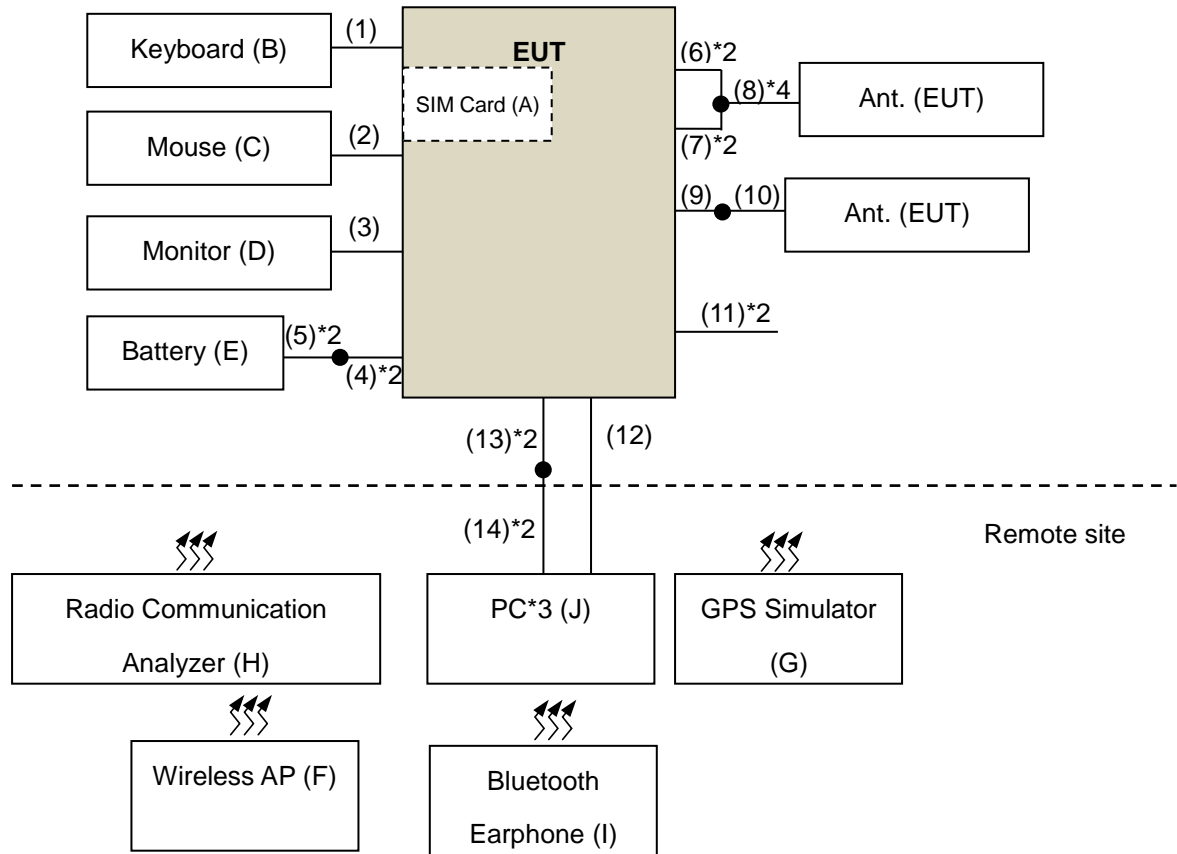 Keyboard (B)
(1)
EUT
SIM Card (A)
Mouse (C)
(2)
Monitor (D)
(3)
Battery (E)
(5)*2
(4)*2
(6)*2
(8)*4
(7)*2
Ant. (EUT)
(9)
(10)
Ant. (EUT)
(11)*2
(13)*2
(12)
(14)*2
Remote site
Radio Communication
Analyzer (H)
PC*3 (J)
GPS Simulator
(G)
Wireless AP (F)
Bluetooth
Earphone (I)